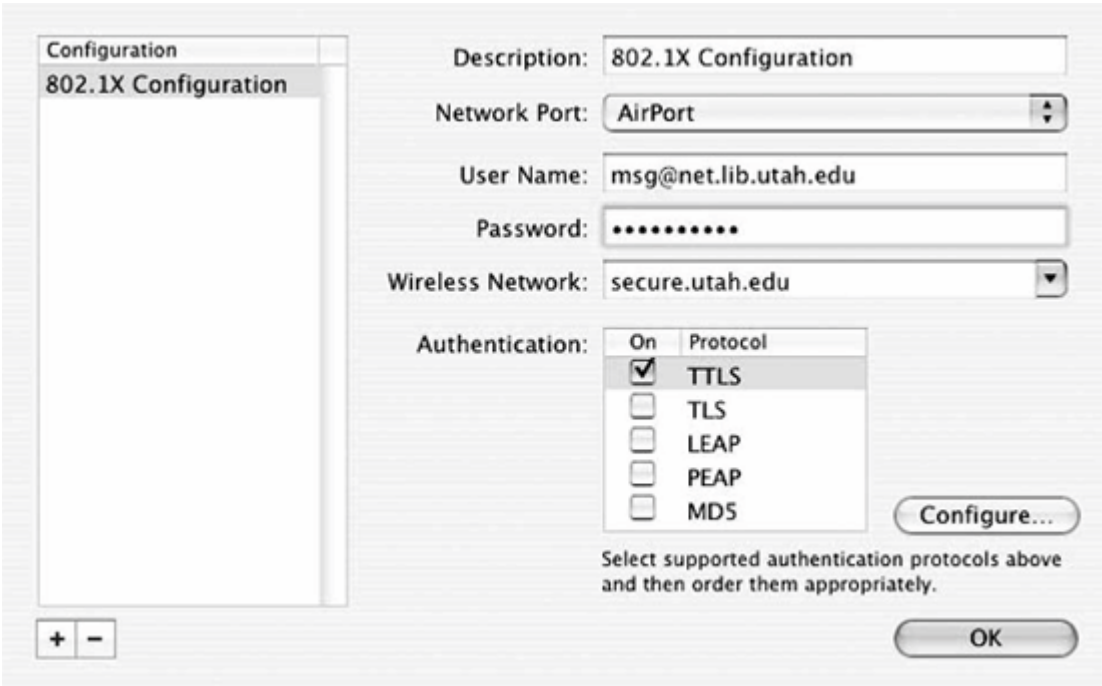 Configuration
802.1X Configuration
Description: 802.1X Configuration
Network Port: AirPort
User Name: msg@net.lib.utah.edu
Password: ••••••••••
Wireless Network: secure.utah.edu
Authentication:
On Protocol
TTLS
TLS
LEAP
PEAP
MD5
Configure...
Select supported authentication protocols above
and then order them appropriately.
+ −
OK